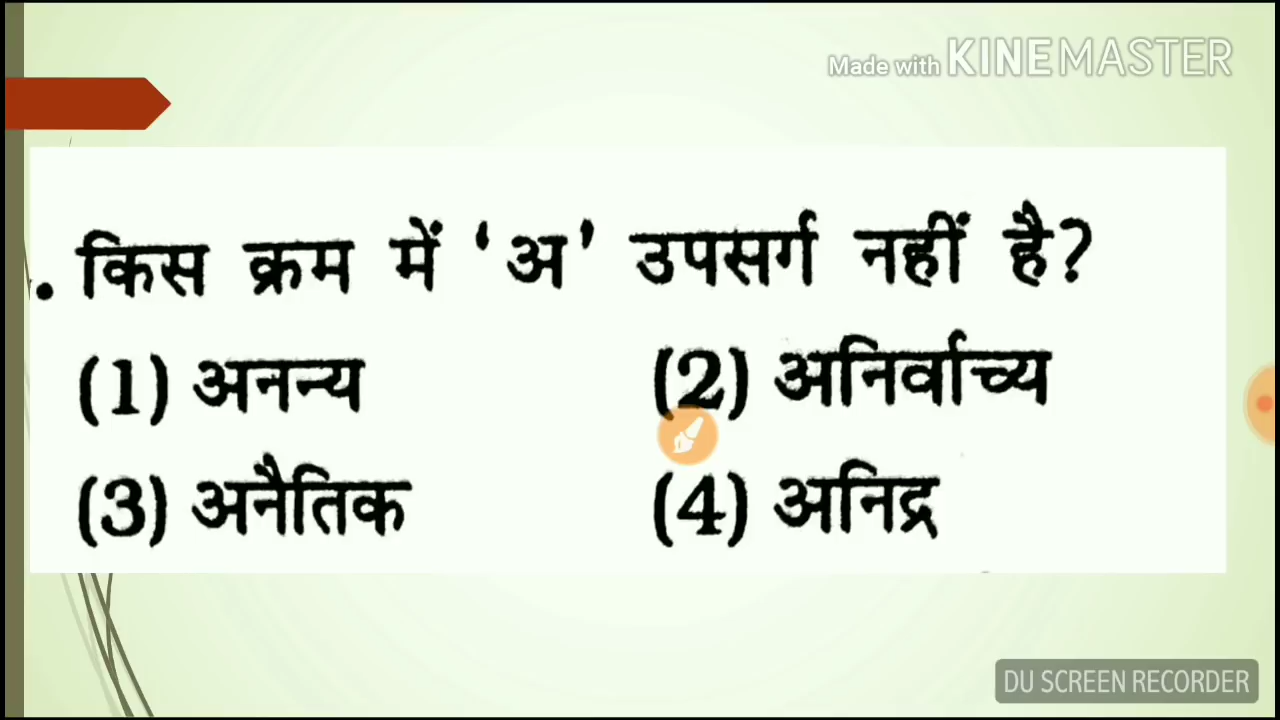 Made with KINEMASTER
. किस क्रम में ‘अ’ उपसर्ग नहीं है?
(1) अनन्य (2) अनिर्वाच्य
(3) अनैतिक (4) अनिद्र
DU SCREEN RECORDER